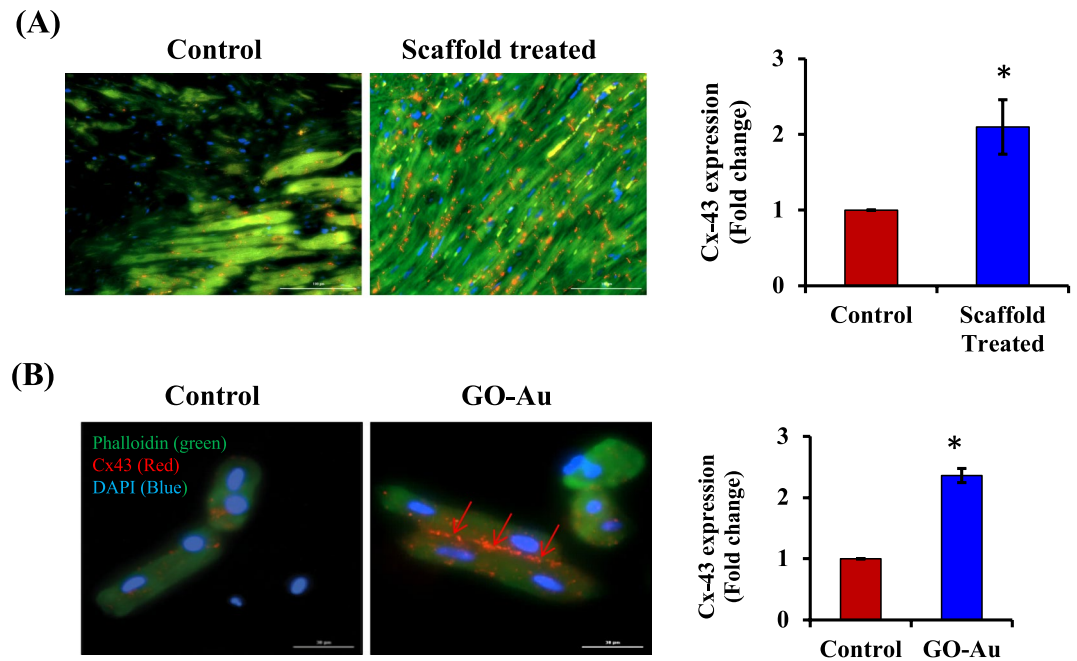 (A)
Control
Scaffold treated
Cx-43 expression
(Fold change)
3
2
1
0
*
Control
Scaffold
Treated
(B)
Control
GO-Au
Phalloidin (green)
Cx43 (Red)
DAPI (Blue)
Cx-43 expression
(Fold change)
3
2
1
0
*
Control
GO-Au